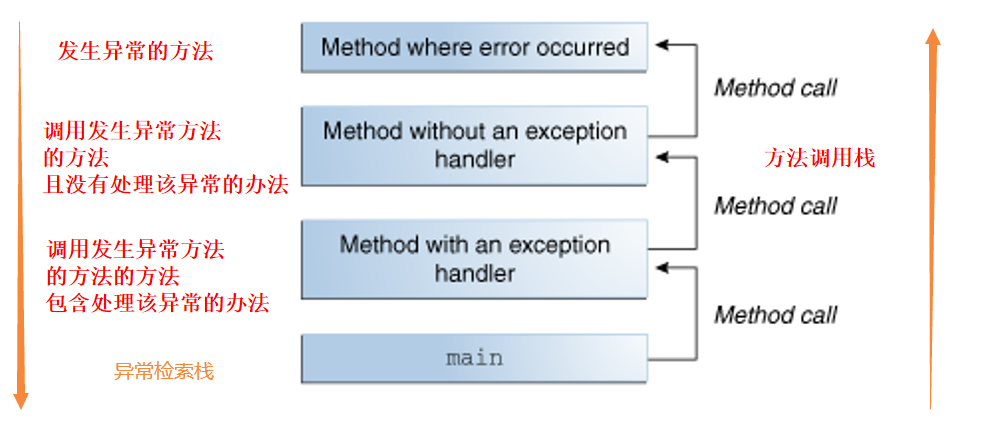 发生异常的方法
Method where error occurred
Method call
调用发生异常方法
的方法
且没有处理该异常的办法
Method without an exception
handler
方法调用栈
Method call
调用发生异常方法
的方法的方法
包含处理该异常的办法
Method with an exception
handler
Method call
main
异常检索栈